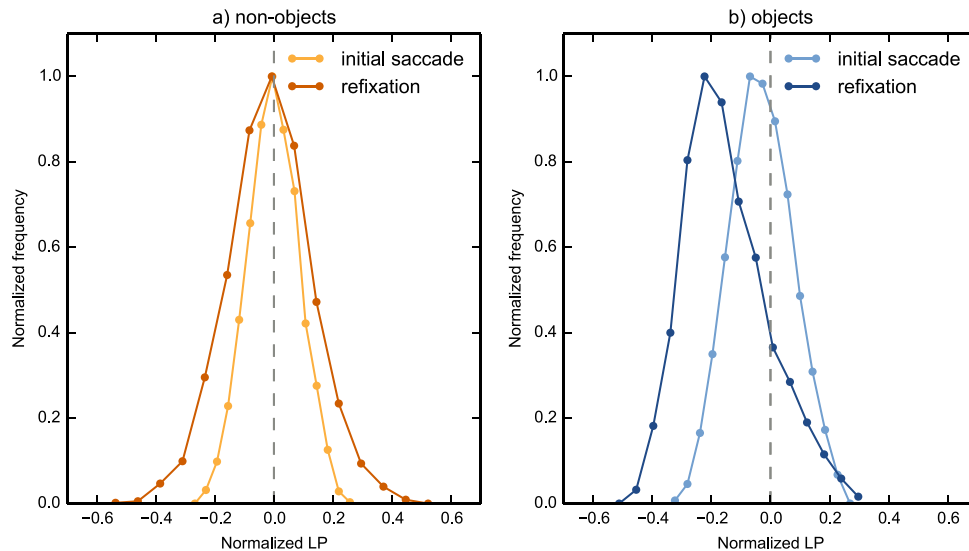 a) non-objects
initial saccade
refixation
1.0
0.8
0.6
0.4
0.2
0.0
−0.6 −0.4 −0.2 0.0 0.2 0.4 0.6
Normalized frequency
Normalized LP
b) objects
initial saccade
refixation
1.0
0.8
0.6
0.4
0.2
0.0
−0.6 −0.4 −0.2 0.0 0.2 0.4 0.6
Normalized frequency
Normalized LP